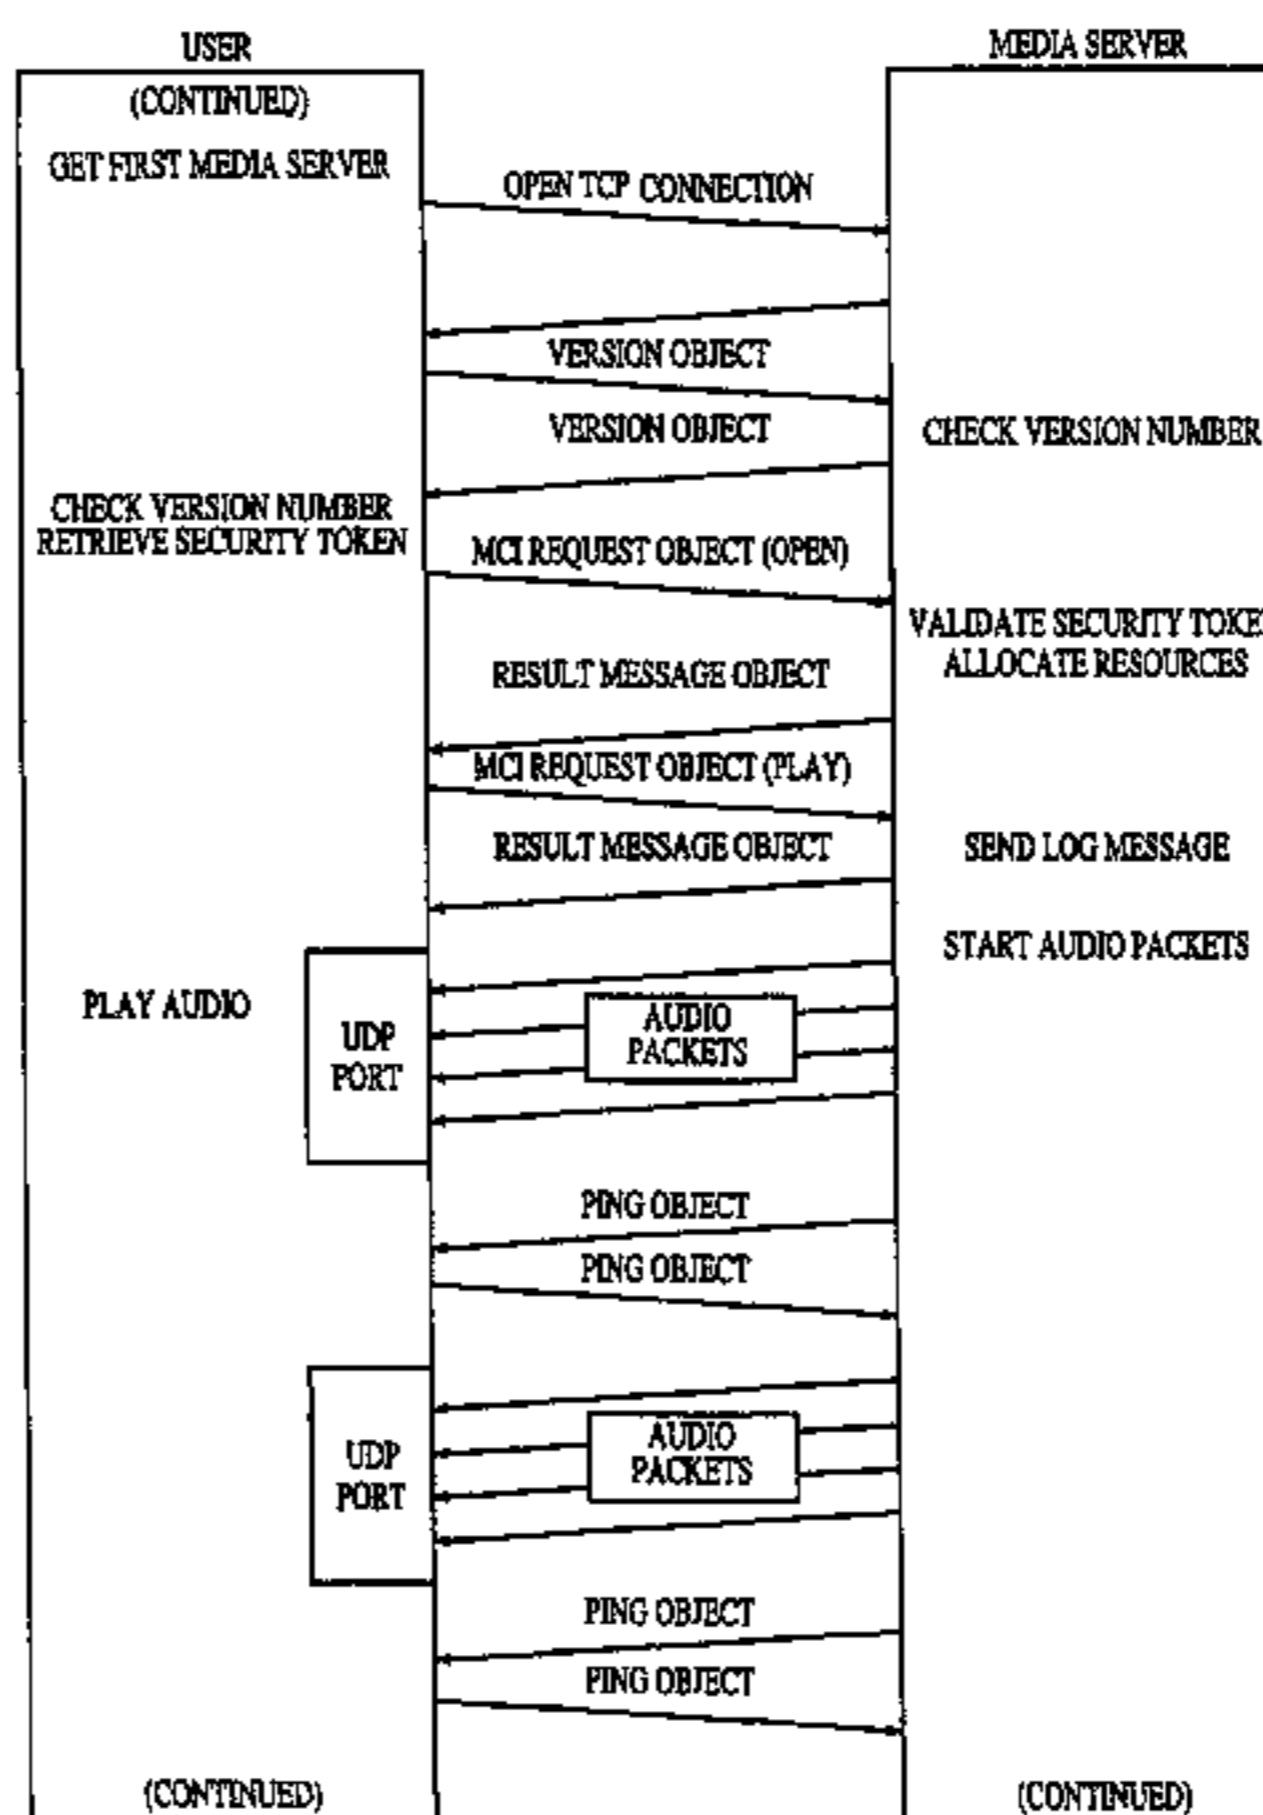 USER
MEDIA SERVER
(CONTINUED)
GET FIRST MEDIA SERVER
OPEN TCP CONNECTION
VERSION OBJECT
VERSION OBJECT
CHECK VERSION NUMBER
CHECK VERSION NUMBER
RETRIEVE SECURITY TOKEN
MCI REQUEST OBJECT (OPEN)
VALIDATE SECURITY TOKE
ALLOCATE RESOURCES
RESULT MESSAGE OBJECT
MCI REQUEST OBJECT (PLAY)
RESULT MESSAGE OBJECT
SEND LOG MESSAGE
START AUDIO PACKETS
PLAY AUDIO
UDP
PORT
AUDIO
PACKETS
PING OBJECT
PING OBJECT
UDP
PORT
AUDIO
PACKETS
PING OBJECT
PING OBJECT
(CONTINUED)
(CONTINUED)